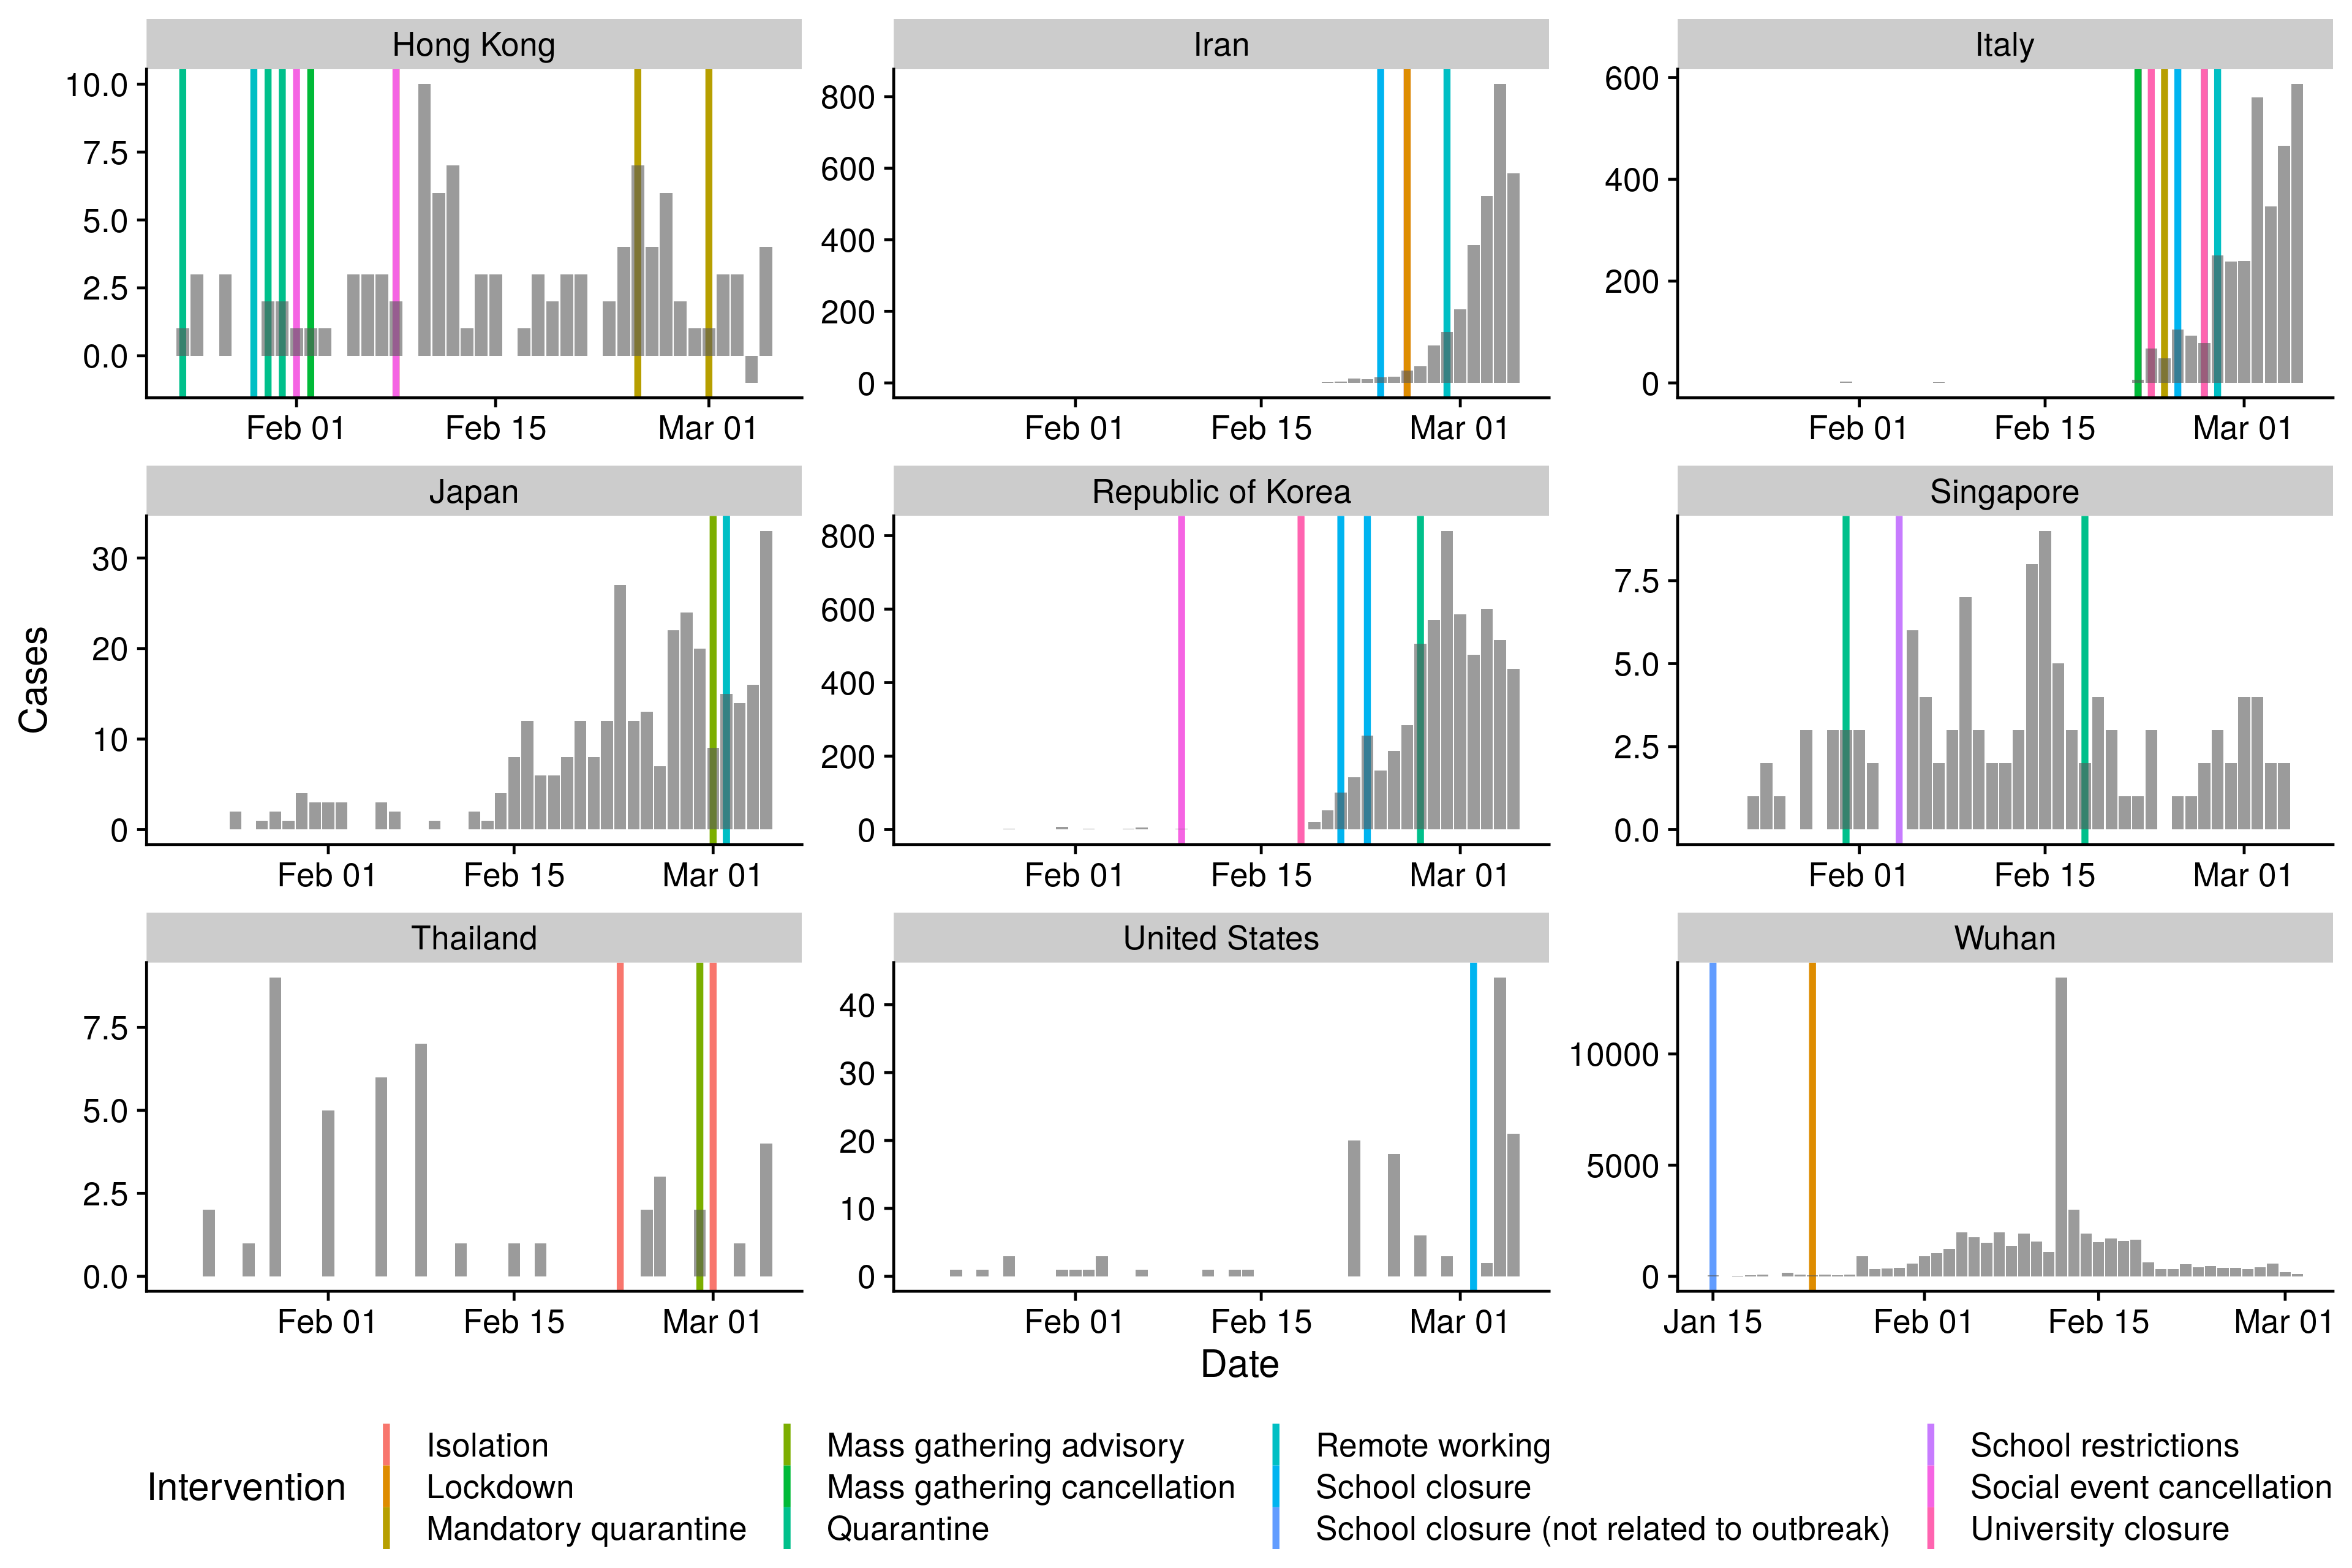 Hong Kong
Iran
Italy
10.0
7.5
5.0
2.5
0.0
Feb 01 Feb 15 Mar 01
800
600
400
200
0
Feb 01 Feb 15 Mar 01
600
400
200
0
Feb 01 Feb 15 Mar 01
Japan
Republic of Korea
Singapore
Cases
30
20
10
0
Feb 01 Feb 15 Mar 01
800
600
400
200
0
Feb 01 Feb 15 Mar 01
7.5
5.0
2.5
0.0
Feb 01 Feb 15 Mar 01
Thailand
United States
Wuhan
7.5
5.0
2.5
0.0
Feb 01 Feb 15 Mar 01
40
30
20
10
0
Feb 01 Feb 15 Mar 01
10000
5000
0
Jan 15 Feb 01 Feb 15 Mar 01
Date
Intervention
Isolation
Lockdown
Mandatory quarantine
Mass gathering advisory
Mass gathering cancellation
Quarantine
Remote working
School closure
School closure (not related to outbreak)
School restrictions
Social event cancellation
University closure